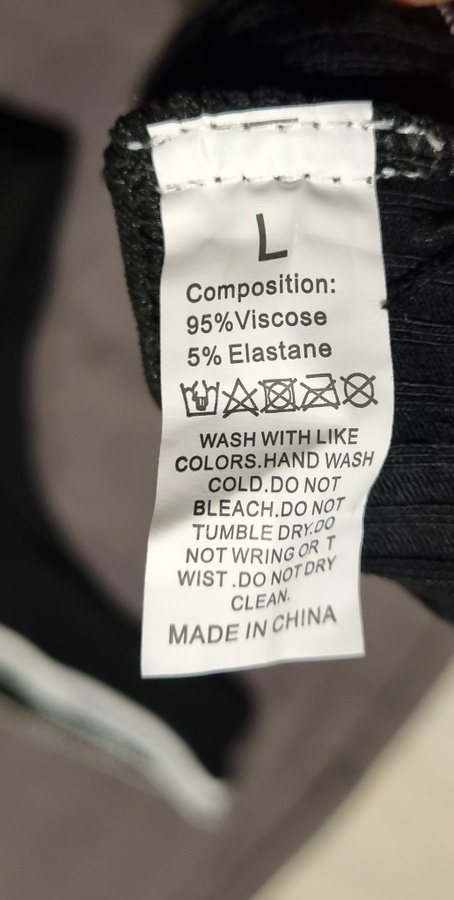 L
Composition:
95%Viscose
5% Elastane
WASH WITH LIKE
COLORS.HAND WASH
COLD.DO NOT
BLEACH.DO NOT
TUMBLE DRY.DO
NOT WRING OR T
WIST .DO NOT DRY
CLEAN.
MADE IN CHINA